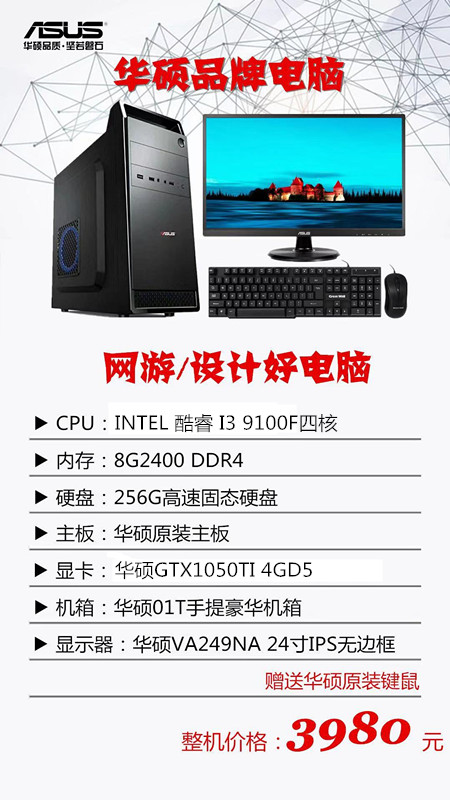 ASUS
华硕品质·坚若磐石
华硕品牌电脑
ASUS
ASUS
Great Wall
网游/设计好电脑
▶ CPU：INTEL 酷睿 I3 9100F四核
▶ 内存：8G2400 DDR4
▶ 硬盘：256G高速固态硬盘
▶ 主板：华硕原装主板
▶ 显卡：华硕GTX1050TI 4GD5
▶ 机箱：华硕01T手提豪华机箱
▶ 显示器：华硕VA249NA 24寸IPS无边框
赠送华硕原装键鼠
整机价格：3980 元